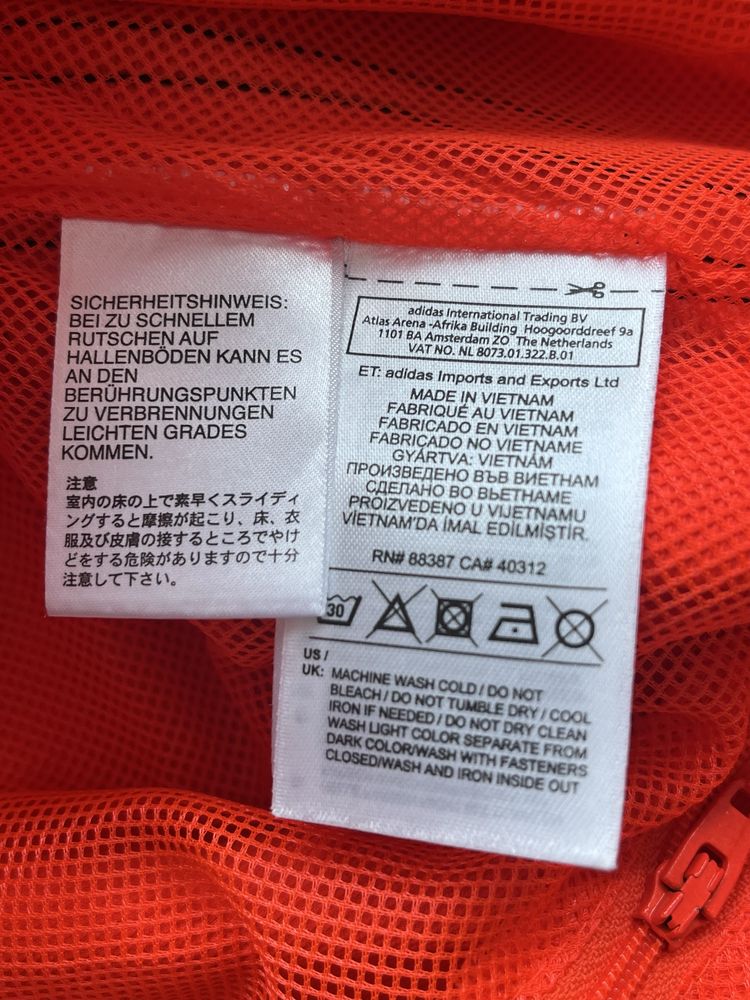 SICHERHEITSHINWEIS:
BEI ZU SCHNELLEM
RUTSCHEN AUF
HALLENBÖDEN KANN ES
AN DEN
BERÜHRUNGSPUNKTEN
ZU VERBRENNUNGEN
LEICHTEN GRADES
KOMMEN.
注意
室内の床の上で素早くスライディ
ングすると摩擦が起こり、床、衣
服及び皮膚の接するところでやけ
どをする危険がありますので十分
注意して下さい。
adidas International Trading BV
Atlas Arena -Afrika Building Hoogoorddreef 9a
1101 BA Amsterdam ZO The Netherlands
VAT NO. NL 8073.01.322.B.01
ET: adidas Imports and Exports Ltd
MADE IN VIETNAM
FABRIQUÉ AU VIETNAM
FABRICADO EN VIETNAM
FABRICADO NO VIETNAME
GYÁRTVA: VIETNÁM
ПРОИЗВЕДЕНО ВЪВ ВИЕТНАМ
СДЕЛАНО ВО ВЬЕТНАМЕ
PROIZVEDENO U VIJETNAMU
VİETNAM'DA İMAL EDİLMİŞTİR.
RN# 88387 CA# 40312
30
US /
UK: MACHINE WASH COLD / DO NOT
BLEACH / DO NOT TUMBLE DRY / COOL
IRON IF NEEDED / DO NOT DRY CLEAN
WASH LIGHT COLOR SEPARATE FROM
DARK COLOR/WASH WITH FASTENERS
CLOSED/WASH AND IRON INSIDE OUT